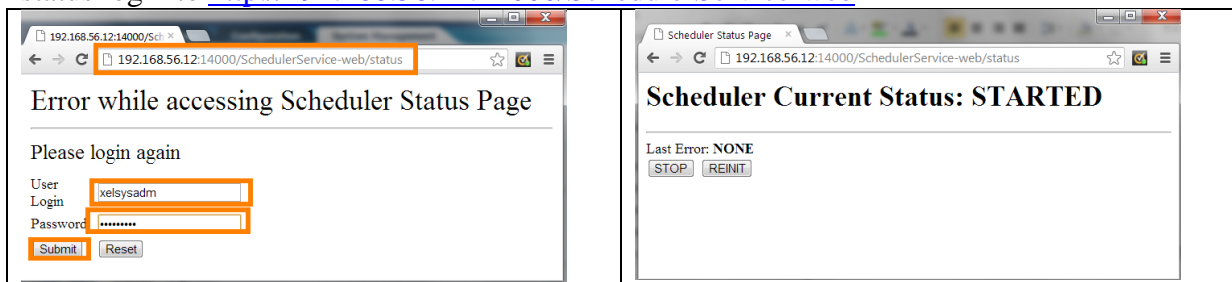 192.168.56.12:14000/Sch
192.168.56.12:14000/SchedulerService-web/status
Error while accessing Scheduler Status Page
Please login again
User
Login
xelsysadm
Password
•••••••••
Submit Reset
Scheduler Status Page
192.168.56.12:14000/SchedulerService-web/status
Scheduler Current Status: STARTED
Last Error: NONE
STOP REINIT